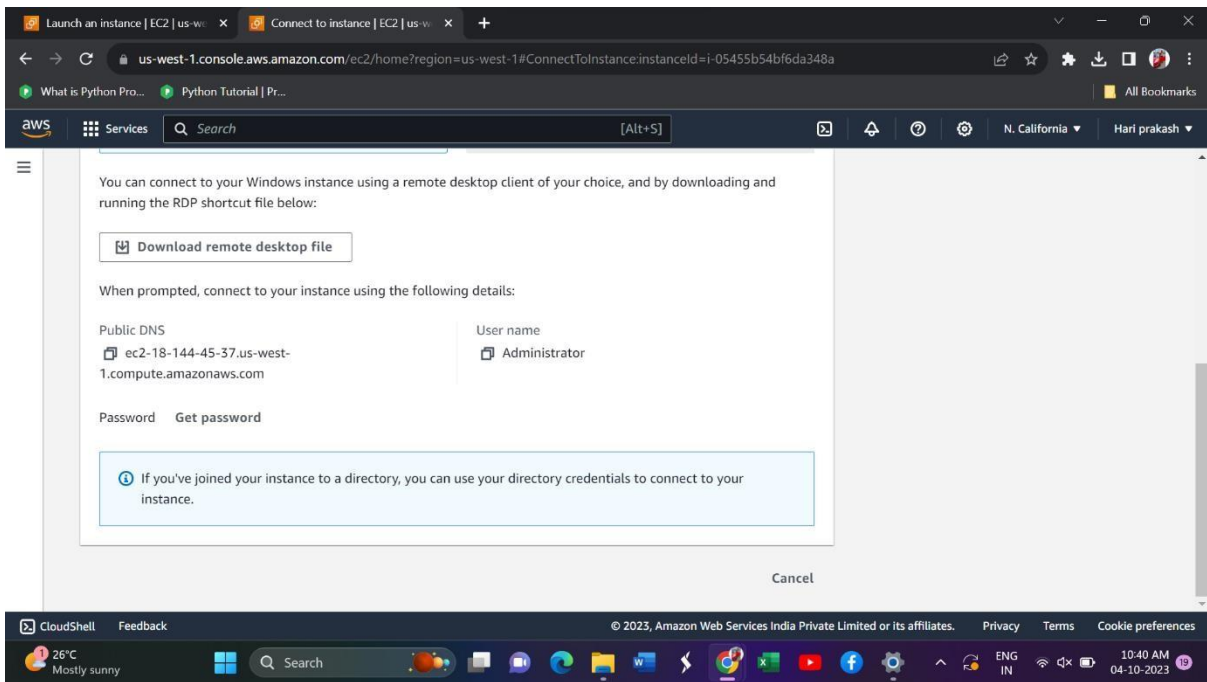 Launch an instance | EC2 | us-we
Connect to instance | EC2 | us-w
us-west-1.console.aws.amazon.com/ec2/home?region=us-west-1#ConnectToInstance:instanceId=i-05455b54bf6da348a
What is Python Pro...
Python Tutorial | Pr...
All Bookmarks
aws
Services
Search
[Alt+S]
N. California
Hari prakash
You can connect to your Windows instance using a remote desktop client of your choice, and by downloading and
running the RDP shortcut file below:
Download remote desktop file
When prompted, connect to your instance using the following details:
Public DNS
ec2-18-144-45-37.us-west-
1.compute.amazonaws.com
User name
Administrator
Password
Get password
If you've joined your instance to a directory, you can use your directory credentials to connect to your
instance.
Cancel
CloudShell
Feedback
© 2023, Amazon Web Services India Private Limited or its affiliates.
Privacy
Terms
Cookie preferences
1
26°C
Mostly sunny
Search
ENG
IN
10:40 AM
04-10-2023
19